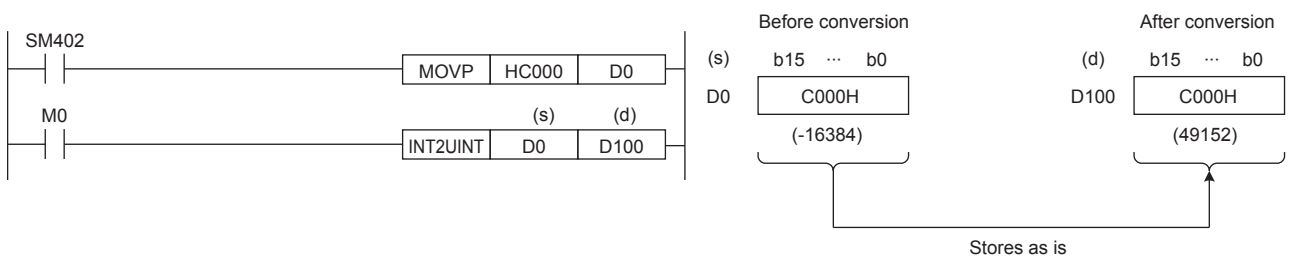 SM402
MOVP HC000 D0
M0
(s) (d)
INT2UINT D0 D100
Before conversion After conversion
(s) b15 ... b0 (d) b15 ... b0
D0 C000H D100 C000H
(-16384) (49152)
Stores as is